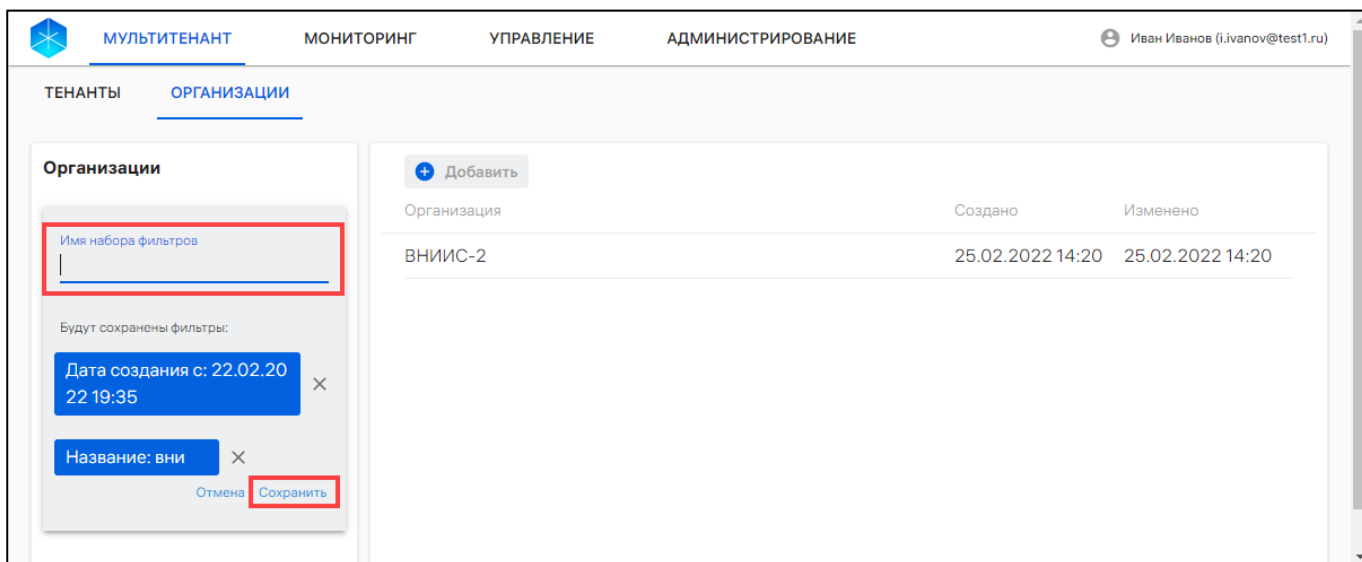 МУЛЬТИТЕНАНТ МОНИТОРИНГ УПРАВЛЕНИЕ АДМИНИСТРИРОВАНИЕ Иван Иванов (i.ivanov@test1.ru)
ТЕНАНТЫ ОРГАНИЗАЦИИ
Организации
Добавить
Организация Создано Изменено
Имя набора фильтров
ВНИИС-2 25.02.2022 14:20 25.02.2022 14:20
Будут сохранены фильтры:
Дата создания с: 22.02.20
22 19:35
Название: вни
Отмена Сохранить